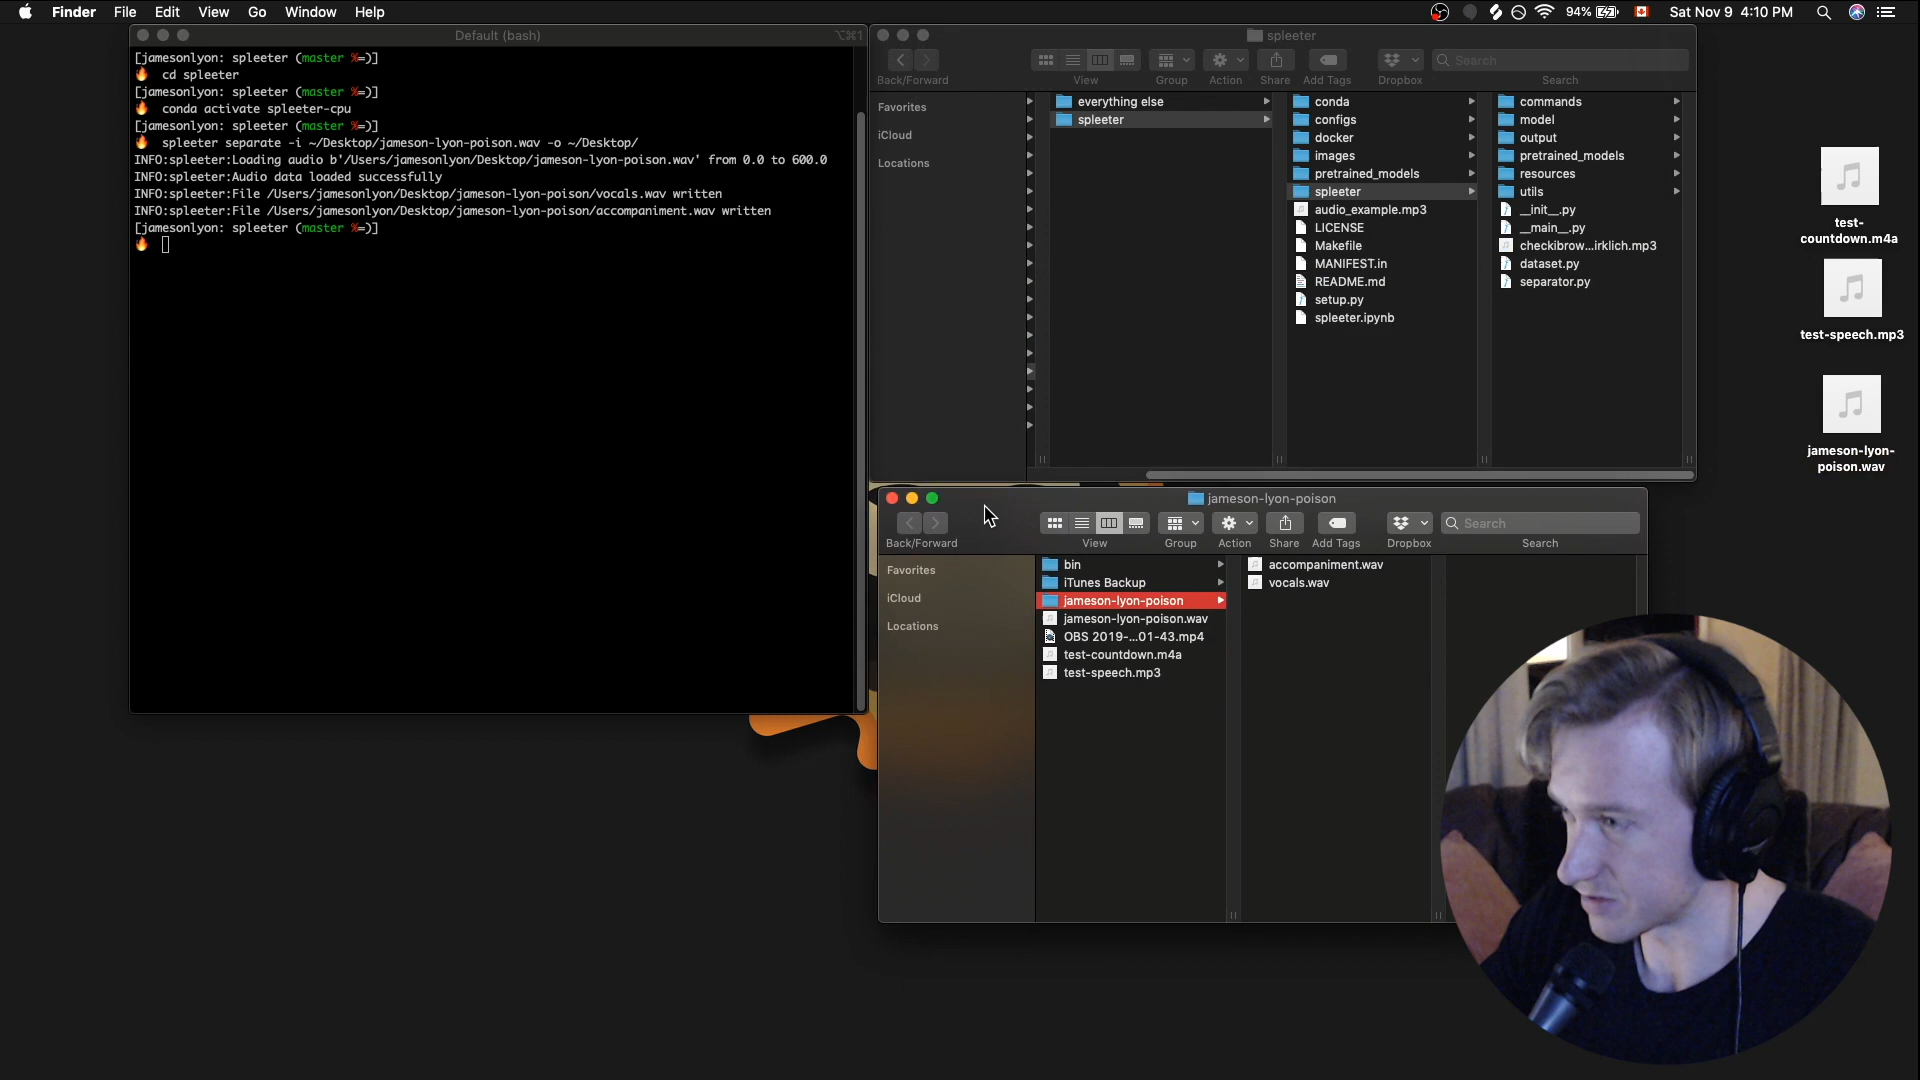 Finder File Edit View Go Window Help
94% Sat Nov 9 4:10 PM
Default (bash)
⌥⌘1
[jamesonlyon: spleeter (master %=)]
cd spleeter
[jamesonlyon: spleeter (master %=)]
conda activate spleeter-cpu
[jamesonlyon: spleeter (master %=)]
spleeter separate -i ~/Desktop/jameson-lyon-poison.wav -o ~/Desktop/
INFO:spleeter:Loading audio b'/Users/jamesonlyon/Desktop/jameson-lyon-poison.wav' from 0.0 to 600.0
INFO:spleeter:Audio data loaded successfully
INFO:spleeter:File /Users/jamesonlyon/Desktop/jameson-lyon-poison/vocals.wav written
INFO:spleeter:File /Users/jamesonlyon/Desktop/jameson-lyon-poison/accompaniment.wav written
[jamesonlyon: spleeter (master %=)]
spleeter
Search
Back/Forward View Group Action Share Add Tags Dropbox Search
Favorites
iCloud
Locations
everything else
spleeter
conda
configs
docker
images
pretrained_models
spleeter
audio_example.mp3
LICENSE
Makefile
MANIFEST.in
README.md
setup.py
spleeter.ipynb
commands
model
output
pretrained_models
resources
utils
__init__.py
__main__.py
checkibrow...irklich.mp3
dataset.py
separator.py
test-
countdown.m4a
test-speech.mp3
jameson-lyon-
poison.wav
jameson-lyon-poison
Search
Back/Forward View Group Action Share Add Tags Dropbox Search
Favorites
iCloud
Locations
bin
iTunes Backup
jameson-lyon-poison
jameson-lyon-poison.wav
OBS 2019-...01-43.mp4
test-countdown.m4a
test-speech.mp3
accompaniment.wav
vocals.wav